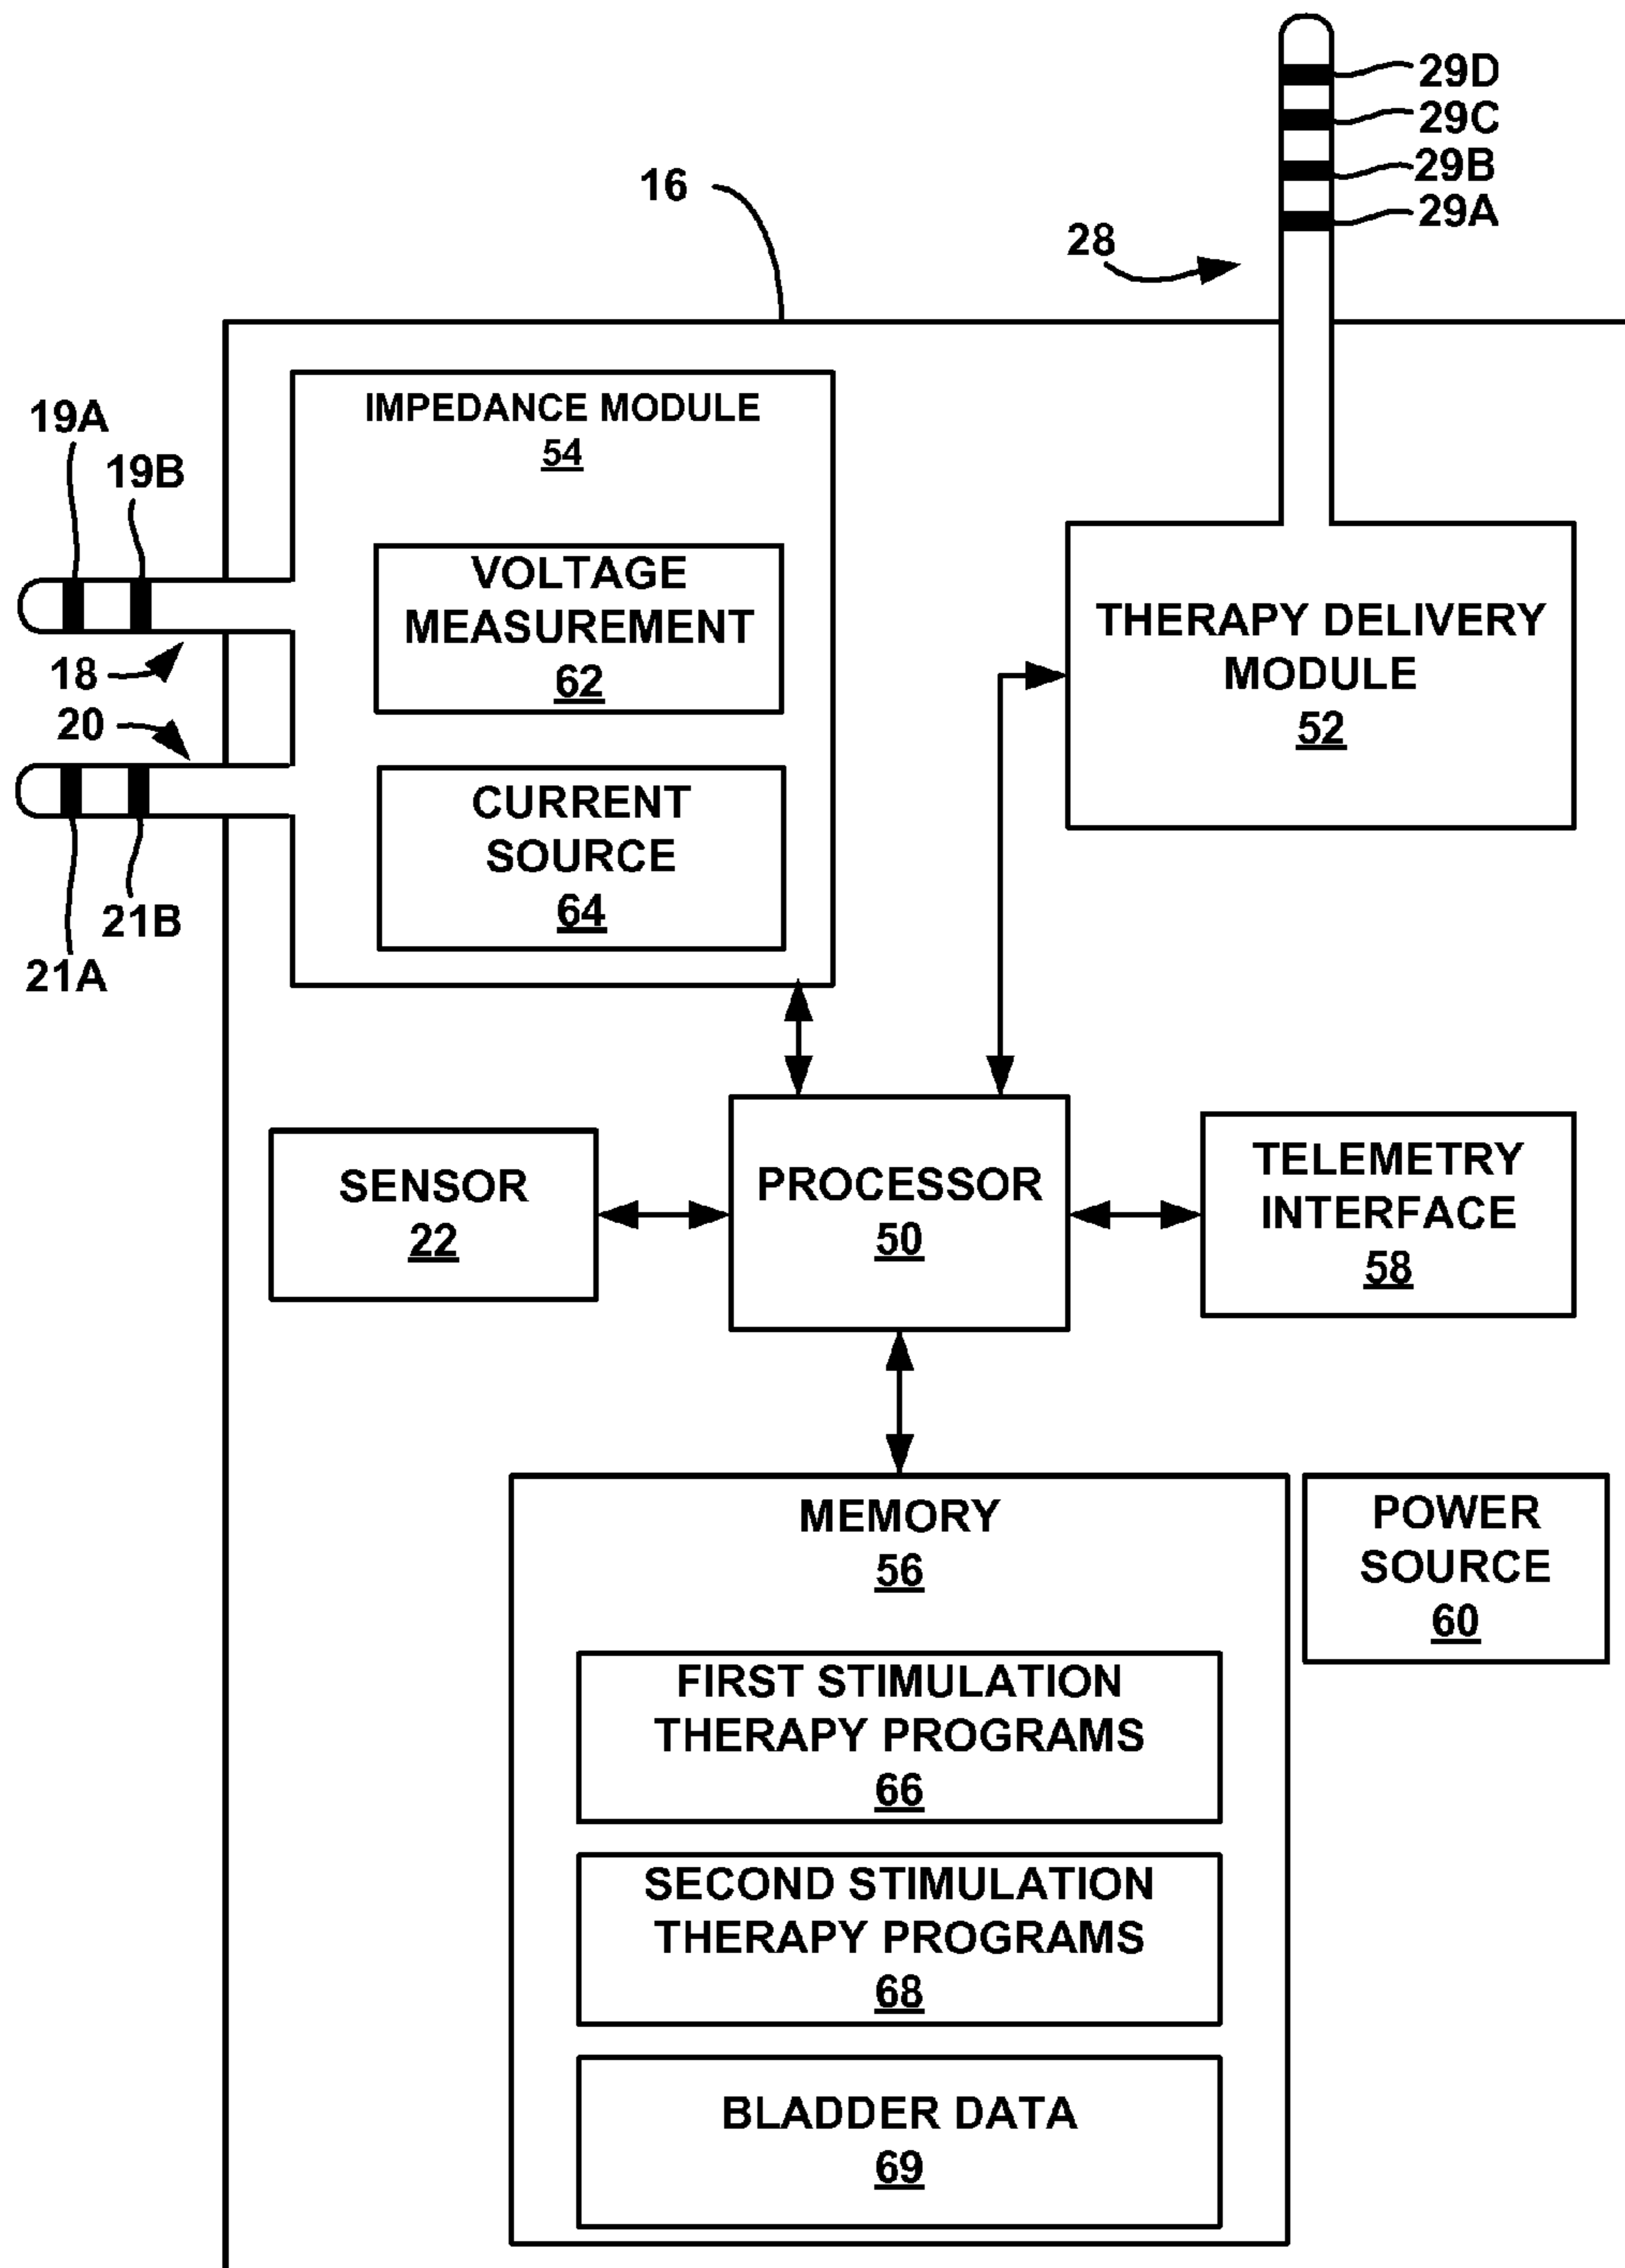 29D
29C
29B
29A
16
28
19A
19B
18
20
21B
21A
IMPEDANCE MODULE
54
VOLTAGE
MEASUREMENT
62
CURRENT
SOURCE
64
THERAPY DELIVERY
MODULE
52
SENSOR
22
PROCESSOR
50
TELEMETRY
INTERFACE
58
MEMORY
56
POWER
SOURCE
60
FIRST STIMULATION
THERAPY PROGRAMS
66
SECOND STIMULATION
THERAPY PROGRAMS
68
BLADDER DATA
69